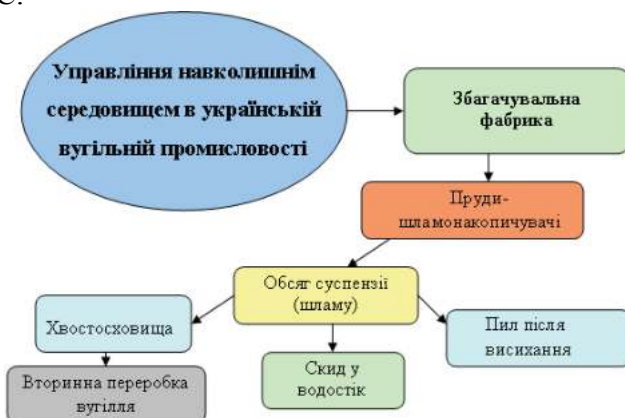 Управління навколишнім
середовищем в українській
вугільній промисловості
Збагачувальна
фабрика
Пруди-
шламонакопичувачі
Обсяг суспензії
(шламу)
Хвостосховища
Пил після
висихання
Скид у
водостік
Вторинна переробка
вугілля